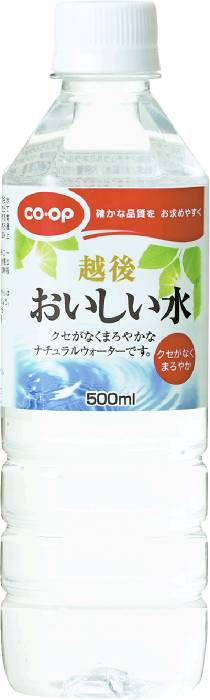 co·op
確かな品質を お求めやすく
越後
おいしい水
クセがなくまろやかな
ナチュラルウォーターです。
クセがなく
まろやか
500ml